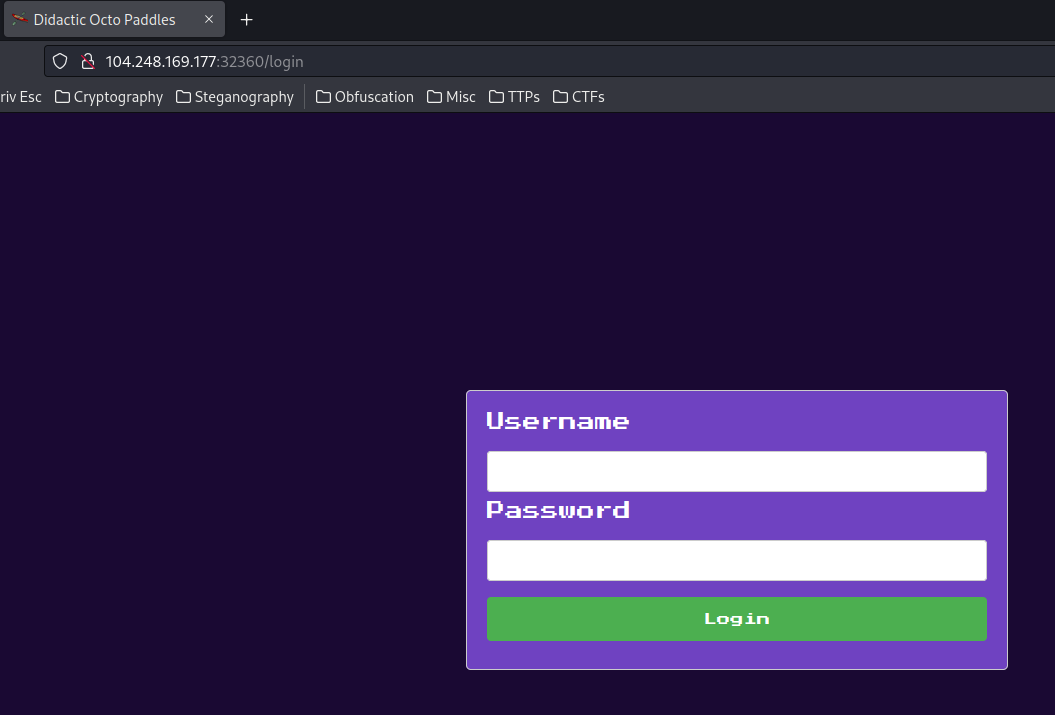 Didactic Octo Paddles
104.248.169.177:32360/login
riv Esc Cryptography Steganography Obfuscation Misc TTPs CTFs
Username
Password
Login